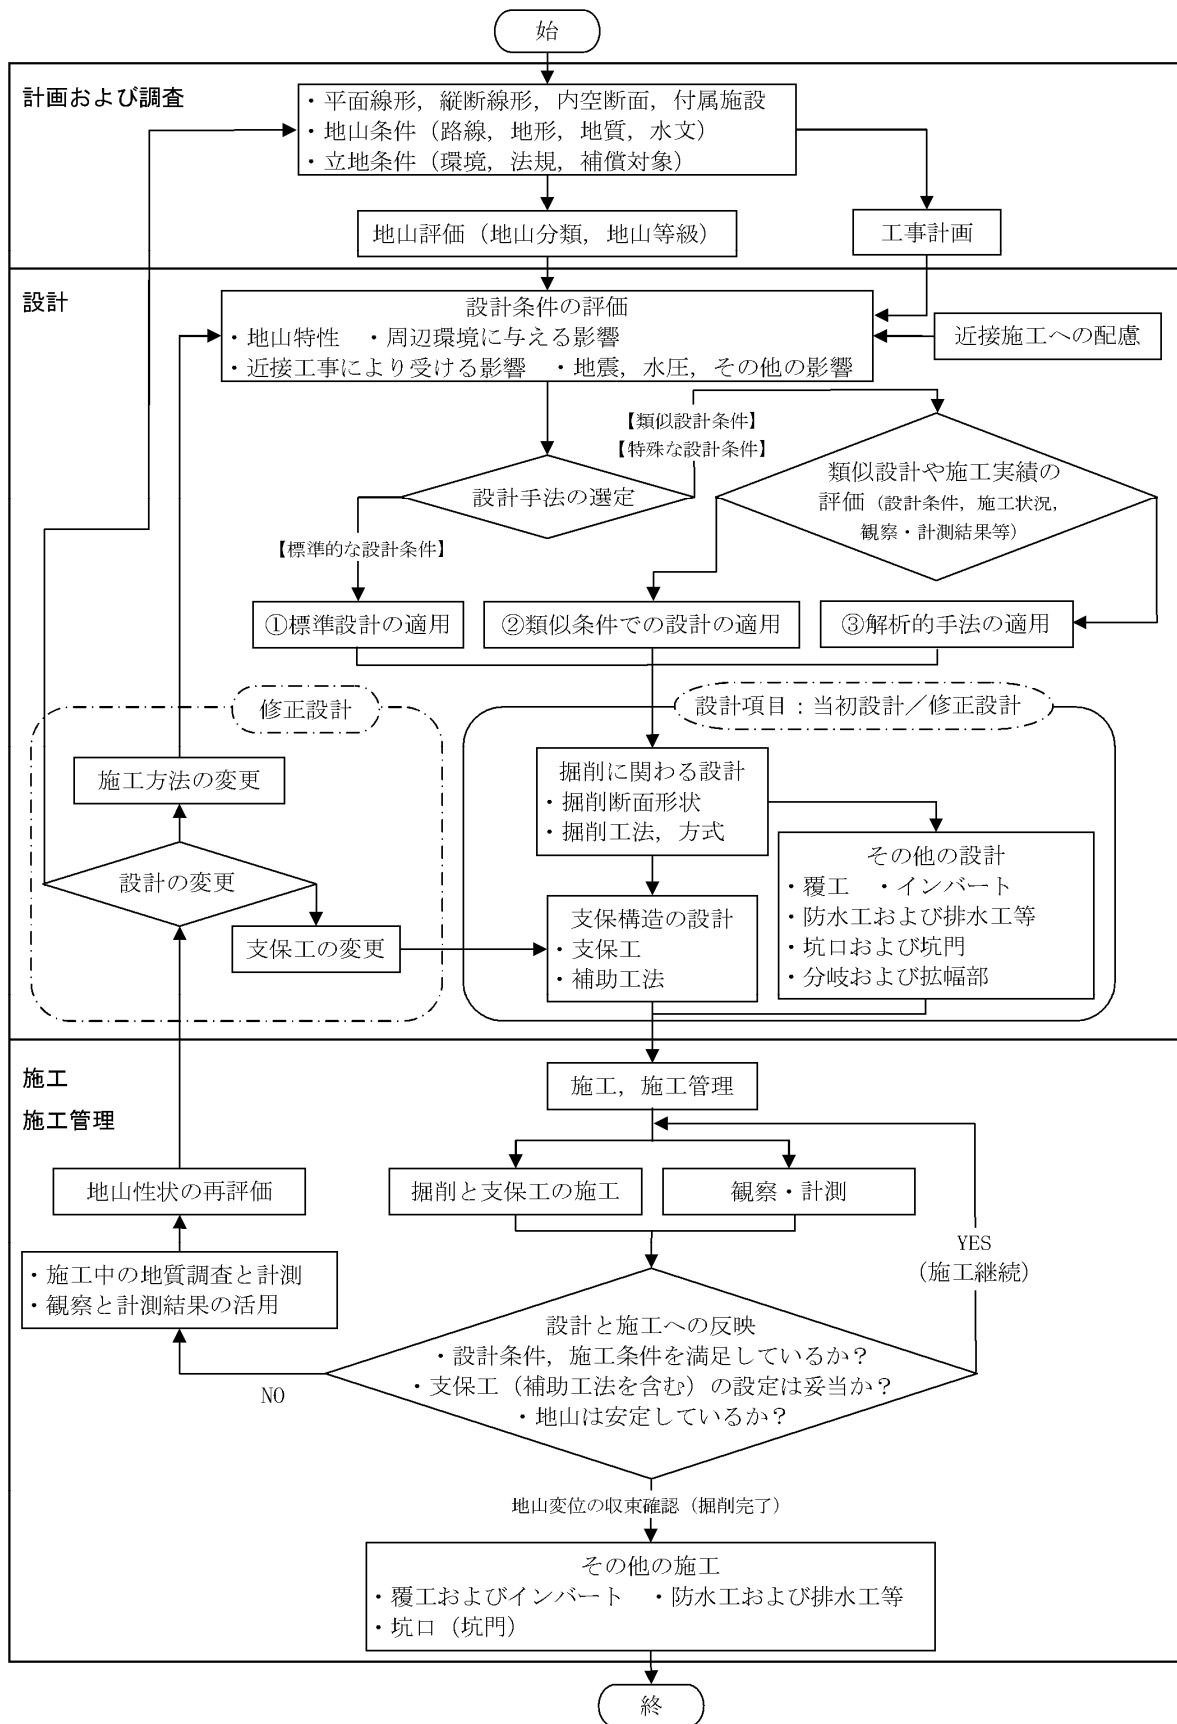 始
計画および調査
・平面線形，縦断線形，内空断面，付属施設
・地山条件（路線，地形，地質，水文）
・立地条件（環境，法規，補償対象）
地山評価（地山分類，地山等級）
工事計画
設計
設計条件の評価
・地山特性　・周辺環境に与える影響
・近接工事により受ける影響　・地震，水圧，その他の影響
近接施工への配慮
【類似設計条件】
【特殊な設計条件】
設計手法の選定
類似設計や施工実績の
評価（設計条件，施工状況，
観察・計測結果等）
【標準的な設計条件】
①標準設計の適用
②類似条件での設計の適用
③解析的手法の適用
修正設計
設計項目：当初設計／修正設計
施工方法の変更
設計の変更
支保工の変更
掘削に関わる設計
・掘削断面形状
・掘削工法，方式
その他の設計
・覆工　・インバート
・防水工および排水工等
・坑口および坑門
・分岐および拡幅部
支保構造の設計
・支保工
・補助工法
施工
施工管理
施工，施工管理
掘削と支保工の施工
観察・計測
地山性状の再評価
・施工中の地質調査と計測
・観察と計測結果の活用
YES
（施工継続）
設計と施工への反映
・設計条件，施工条件を満足しているか？
・支保工（補助工法を含む）の設定は妥当か？
・地山は安定しているか？
NO
地山変位の収束確認（掘削完了）
その他の施工
・覆工およびインバート　・防水工および排水工等
・坑口（坑門）
終